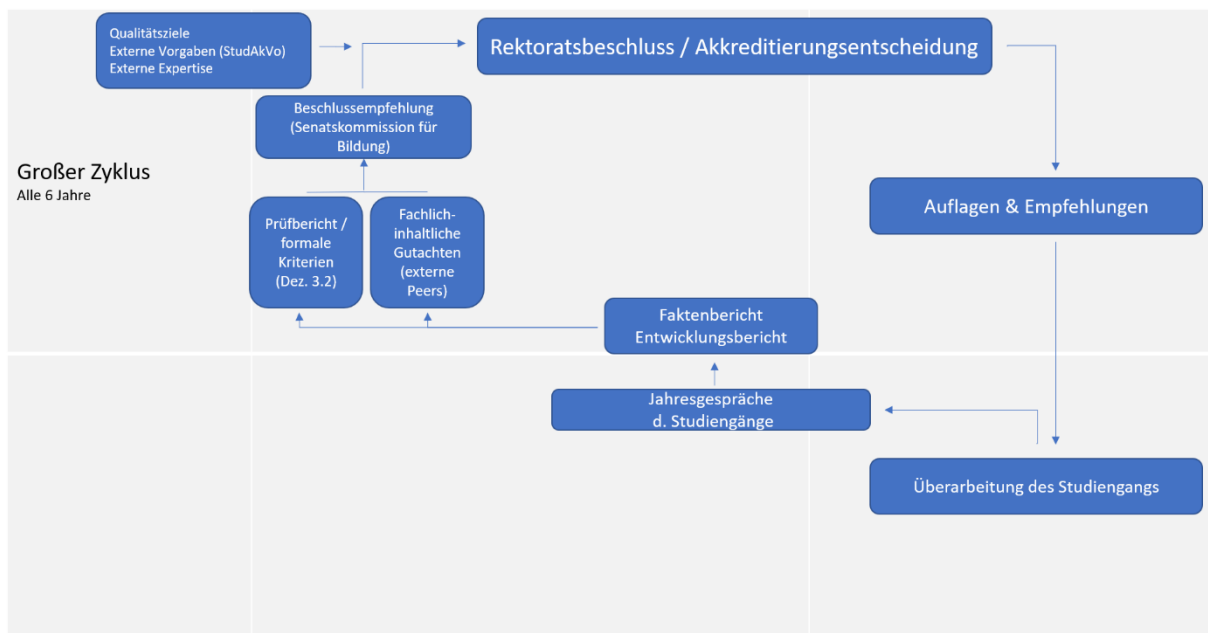 Qualitätsziele
Externe Vorgaben (StudAkVo)
Externe Expertise
Rektoratsbeschluss / Akkreditierungsentscheidung
Beschlussempfehlung
(Senatskommission für
Bildung)
Großer Zyklus
Alle 6 Jahre
Prüfbericht /
formale
Kriterien
(Dez. 3.2)
Fachlich-
inhaltliche
Gutachten
(externe
Peers)
Auflagen & Empfehlungen
Faktenbericht
Entwicklungsbericht
Jahresgespräche
d. Studiengänge
Überarbeitung des Studiengangs